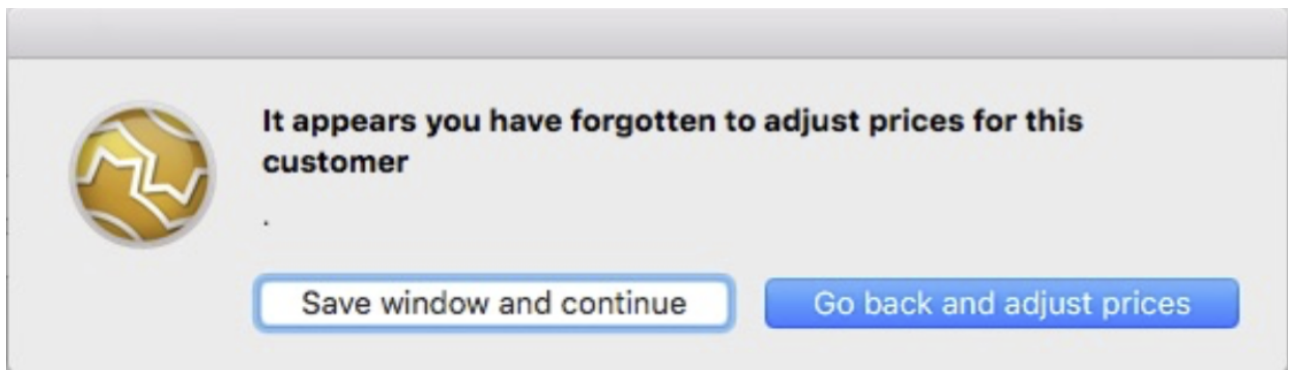 It appears you have forgotten to adjust prices for this
customer
.
Save window and continue
Go back and adjust prices